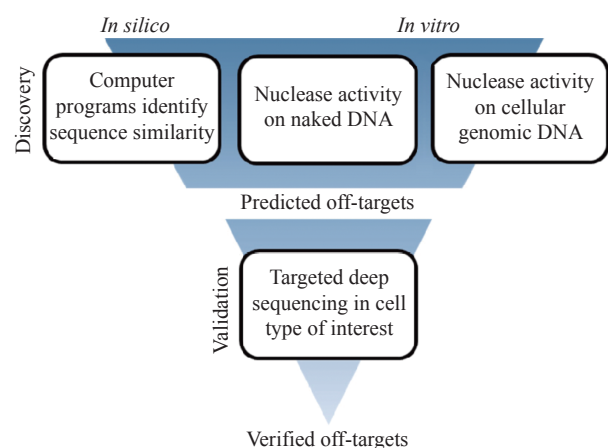 In silico
In vitro
Discovery
Computer
programs identify
sequence similarity
Nuclease activity
on naked DNA
Nuclease activity
on cellular
genomic DNA
Predicted off-targets
Validation
Targeted deep
sequencing in cell
type of interest
Verified off-targets